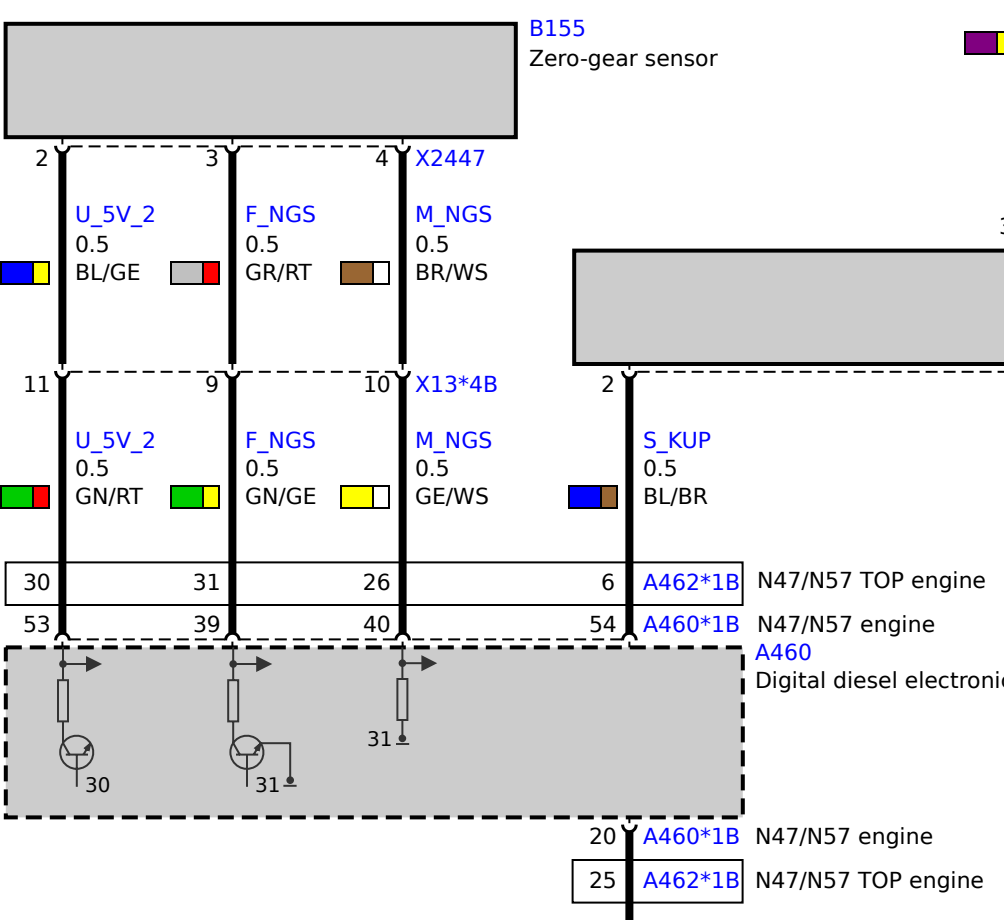 B155
Zero-gear sensor
2 3 4 X2447
U_5V_2 F_NGS M_NGS
0.5 0.5 0.5
BL/GE GR/RT BR/WS
11 9 10 X13*4B 2
U_5V_2 F_NGS M_NGS S_KUP
0.5 0.5 0.5 0.5
GN/RT GN/GE GE/WS BL/BR
30 31 26 6 A462*1B N47/N57 TOP engine
53 39 40 54 A460*1B N47/N57 engine
A460
Digital diesel electroni
31
30 31
20 A460*1B N47/N57 engine
25 A462*1B N47/N57 TOP engine